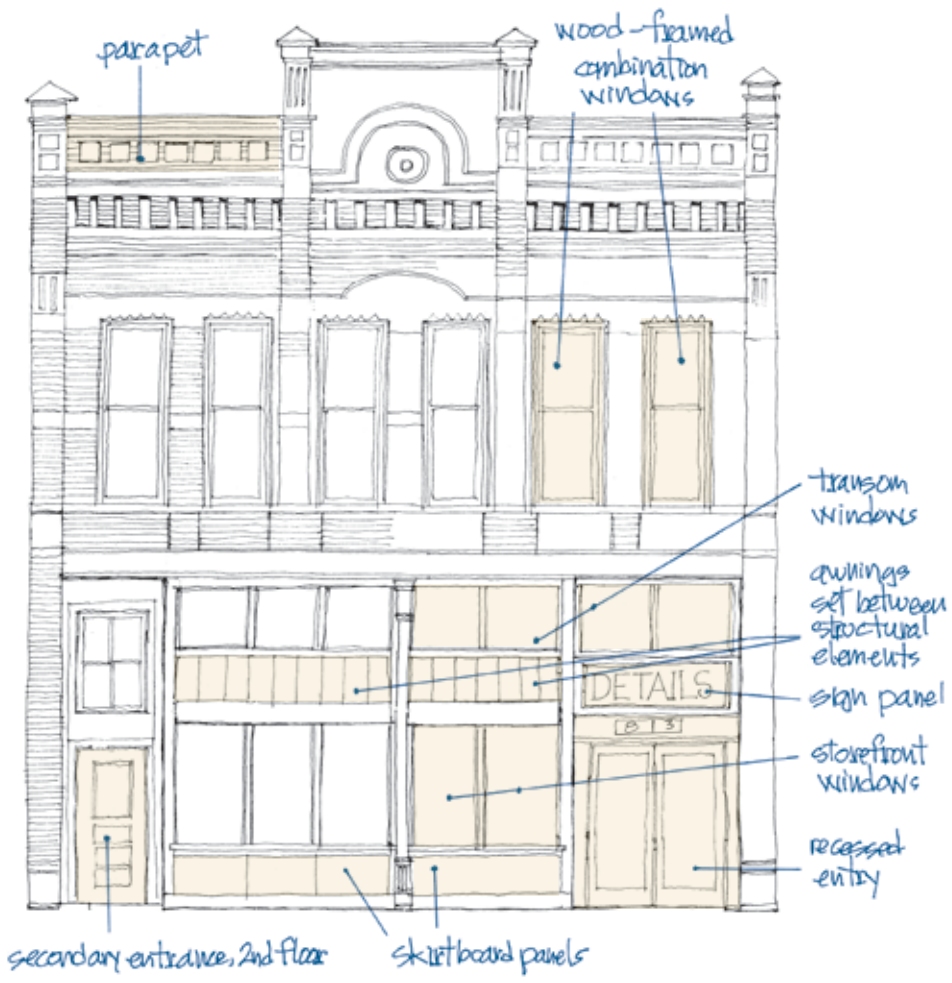 parapet
wood-framed
combination
windows
transom
windows
awnings
set between
structural
elements
DETAILS
sign panel
813
storefront
windows
recessed
entry
secondary entrance, 2nd floor
skirtboard panels